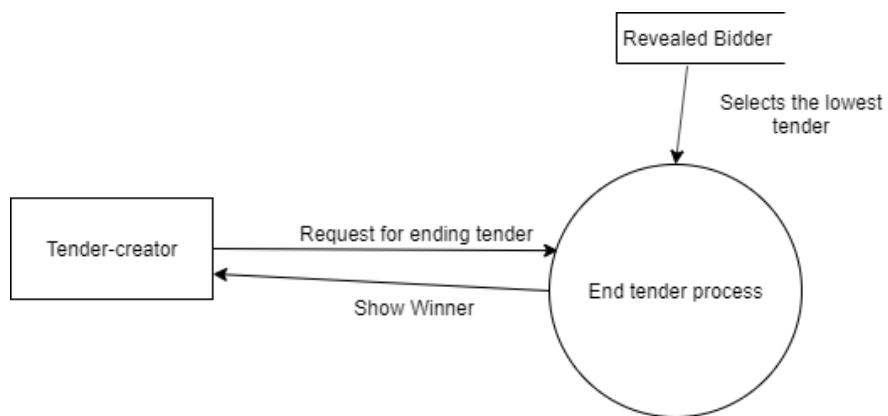 Revealed Bidder
Selects the lowest
tender
Tender-creator
Request for ending tender
Show Winner
End tender process